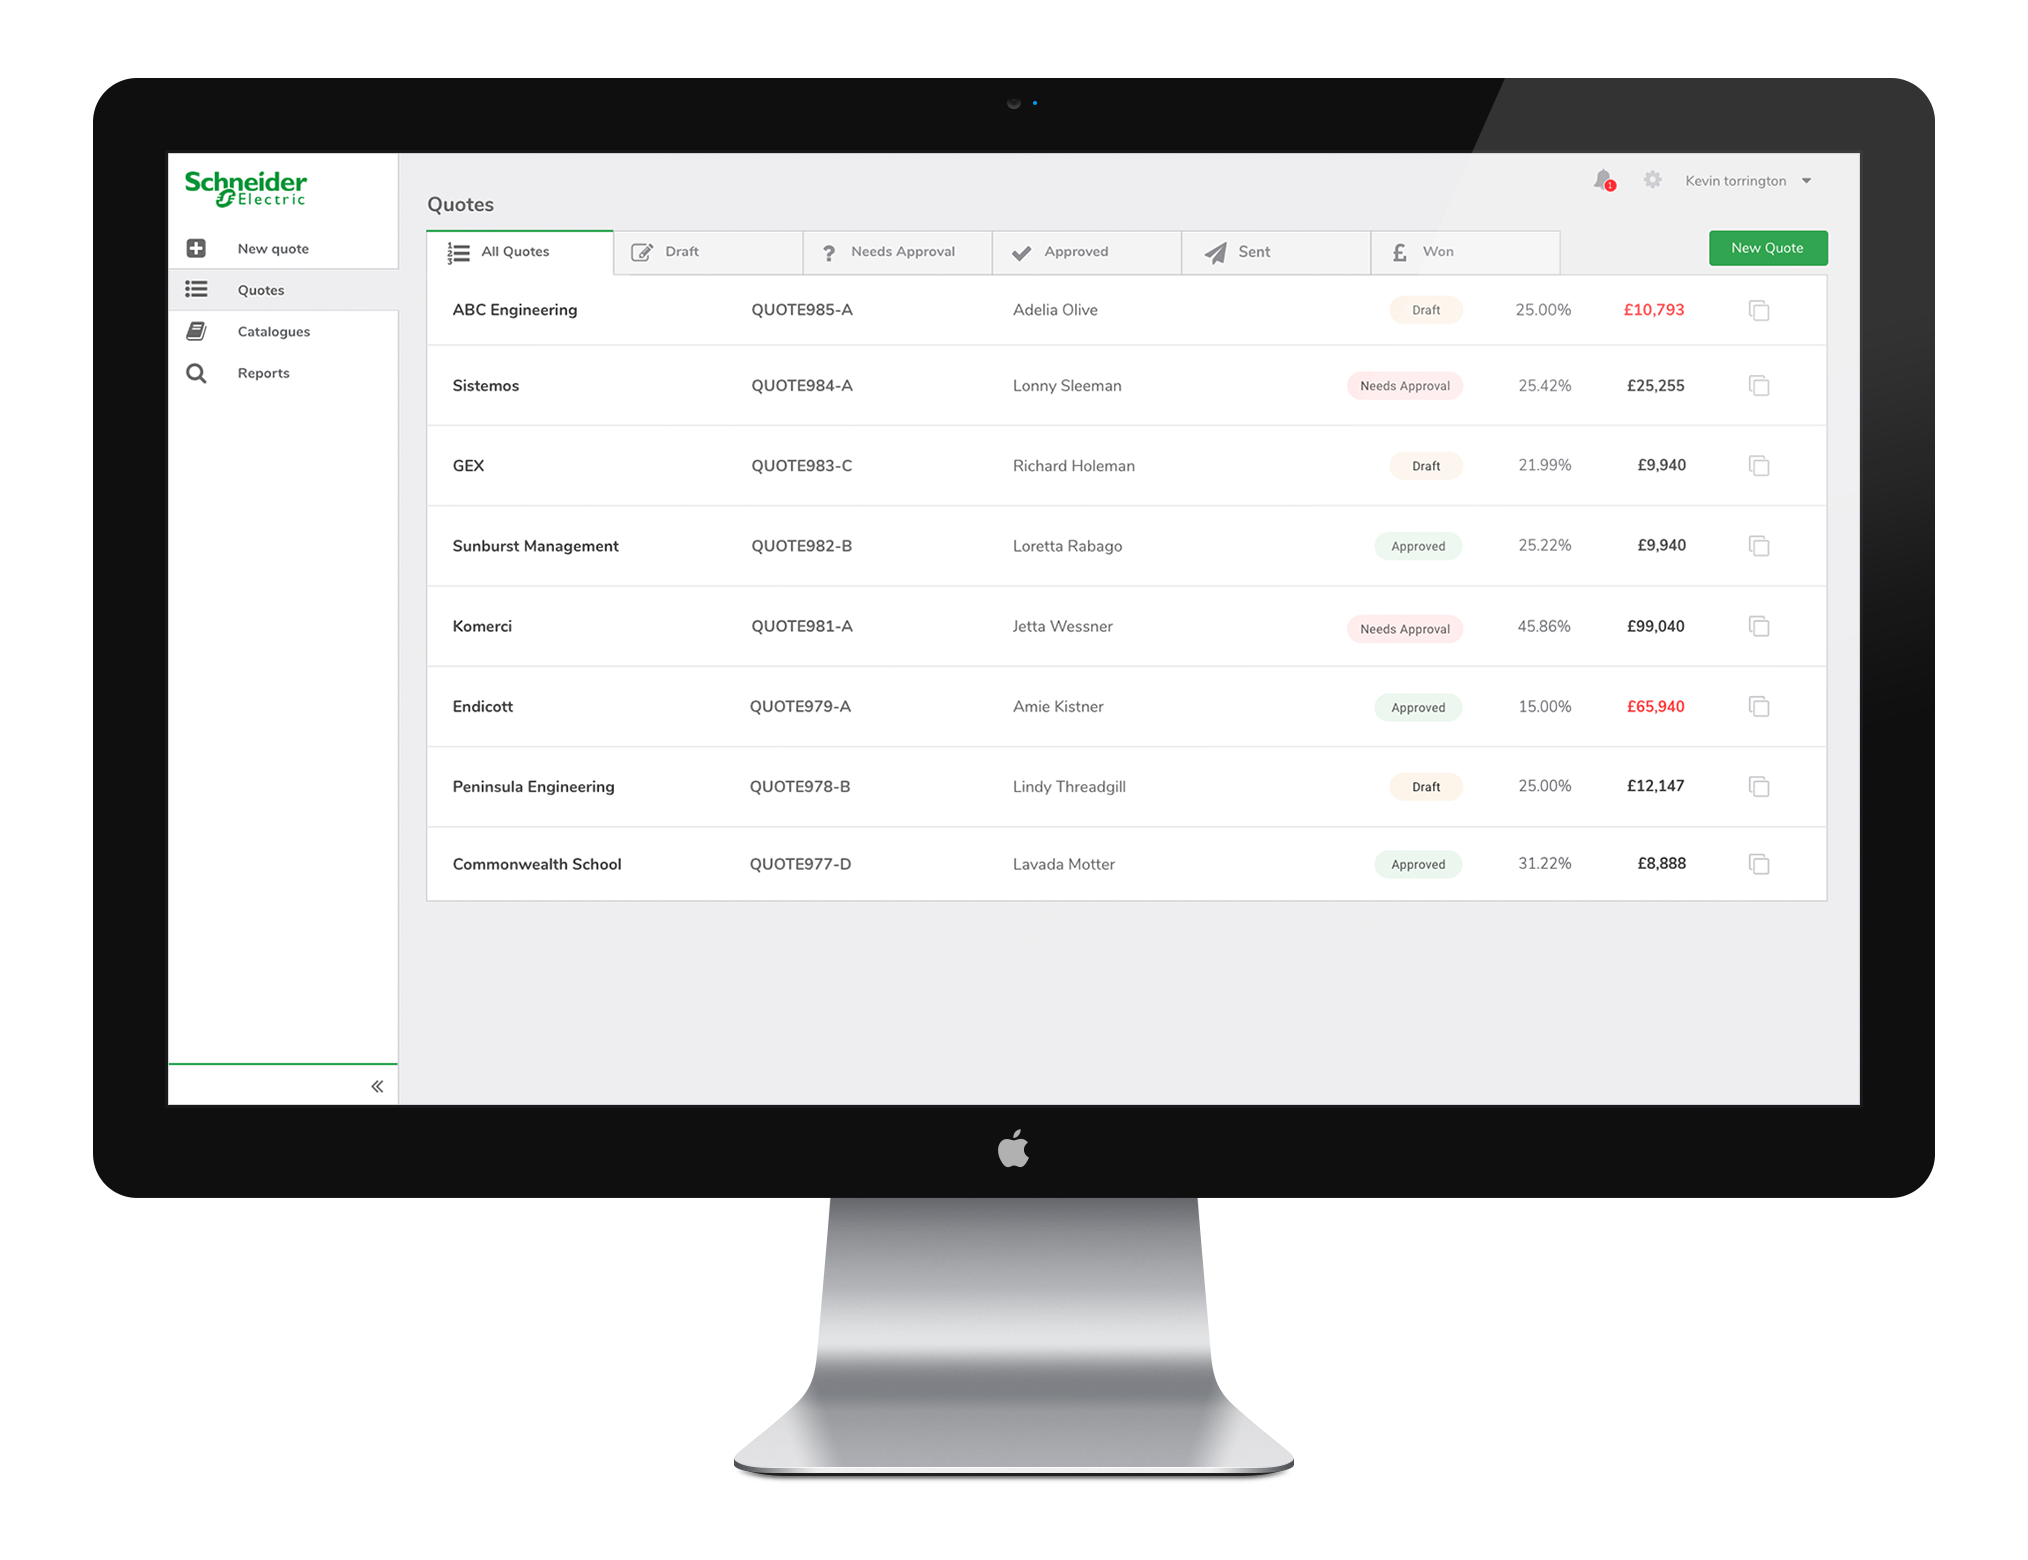 Schneider
Electric
Kevin torrington
1
Quotes
New quote
Quotes
Catalogues
Reports
All Quotes Draft Needs Approval Approved Sent £ Won New Quote
ABC Engineering QUOTE985-A Adelia Olive Draft 25.00% £10,793
Sistemos QUOTE984-A Lonny Sleeman Needs Approval 25.42% £25,255
GEX QUOTE983-C Richard Holeman Draft 21.99% £9,940
Sunburst Management QUOTE982-B Loretta Rabago Approved 25.22% £9,940
Komerci QUOTE981-A Jetta Wessner Needs Approval 45.86% £99,040
Endicott QUOTE979-A Amie Kistner Approved 15.00% £65,940
Peninsula Engineering QUOTE978-B Lindy Threadgill Draft 25.00% £12,147
Commonwealth School QUOTE977-D Lavada Motter Approved 31.22% £8,888